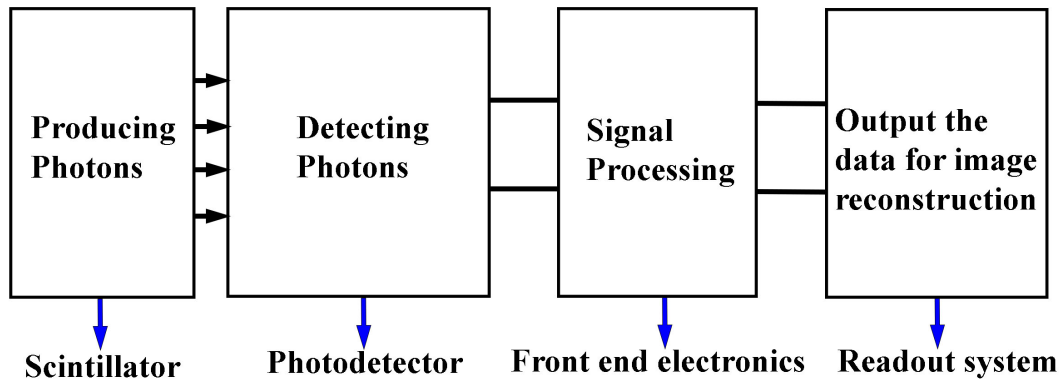 Producing
Photons
Detecting
Photons
Signal
Processing
Output the
data for image
reconstruction
Scintillator
Photodetector
Front end electronics
Readout system